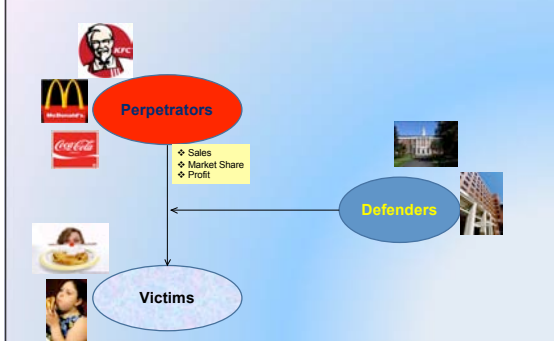 KFC
Perpetrators
McDonald's
Coca-Cola
❖ Sales
❖ Market Share
❖ Profit
Defenders
Victims